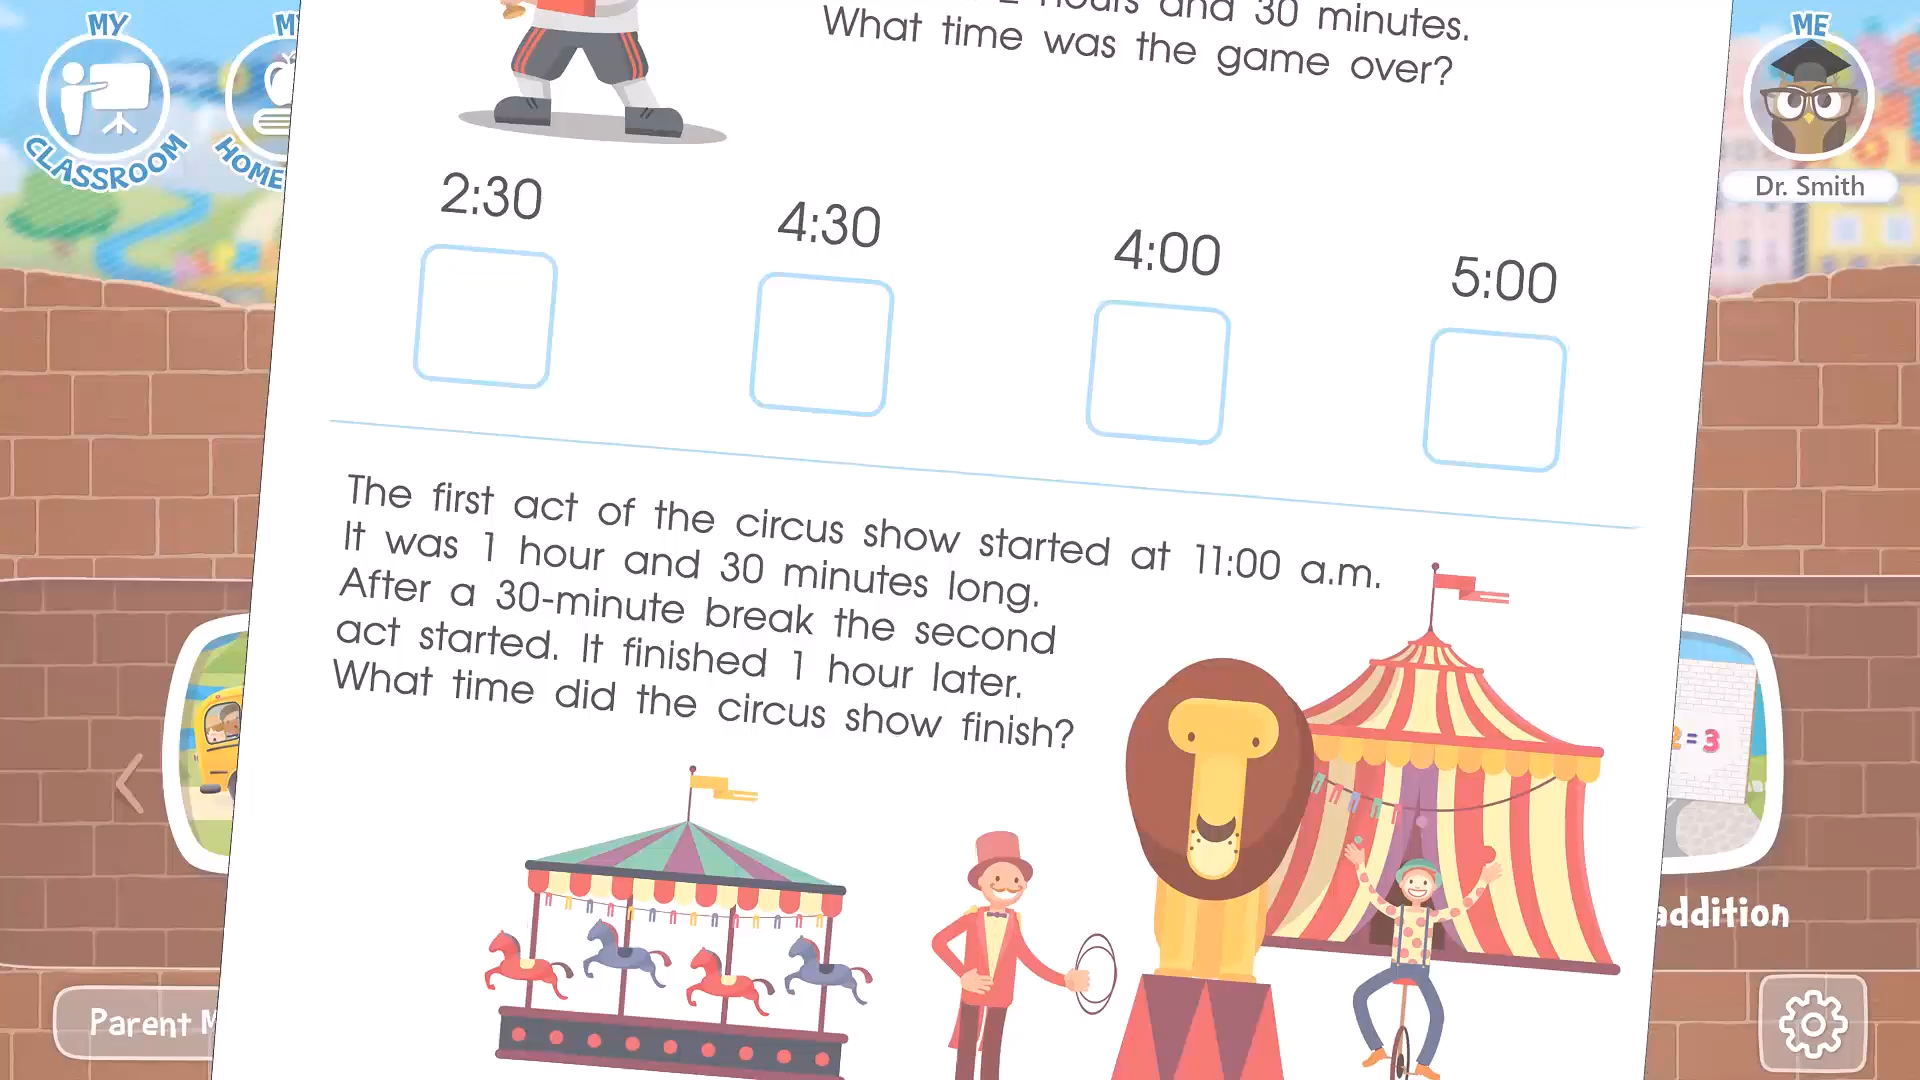 MY
CLASSROOM
ME
Dr. Smith
hours and 30 minutes.
What time was the game over?
2:30
4:30
4:00
5:00
The first act of the circus show started at 11:00 a.m.
It was 1 hour and 30 minutes long.
After a 30-minute break the second
act started. It finished 1 hour later.
What time did the circus show finish?
= 3
addition
Parent